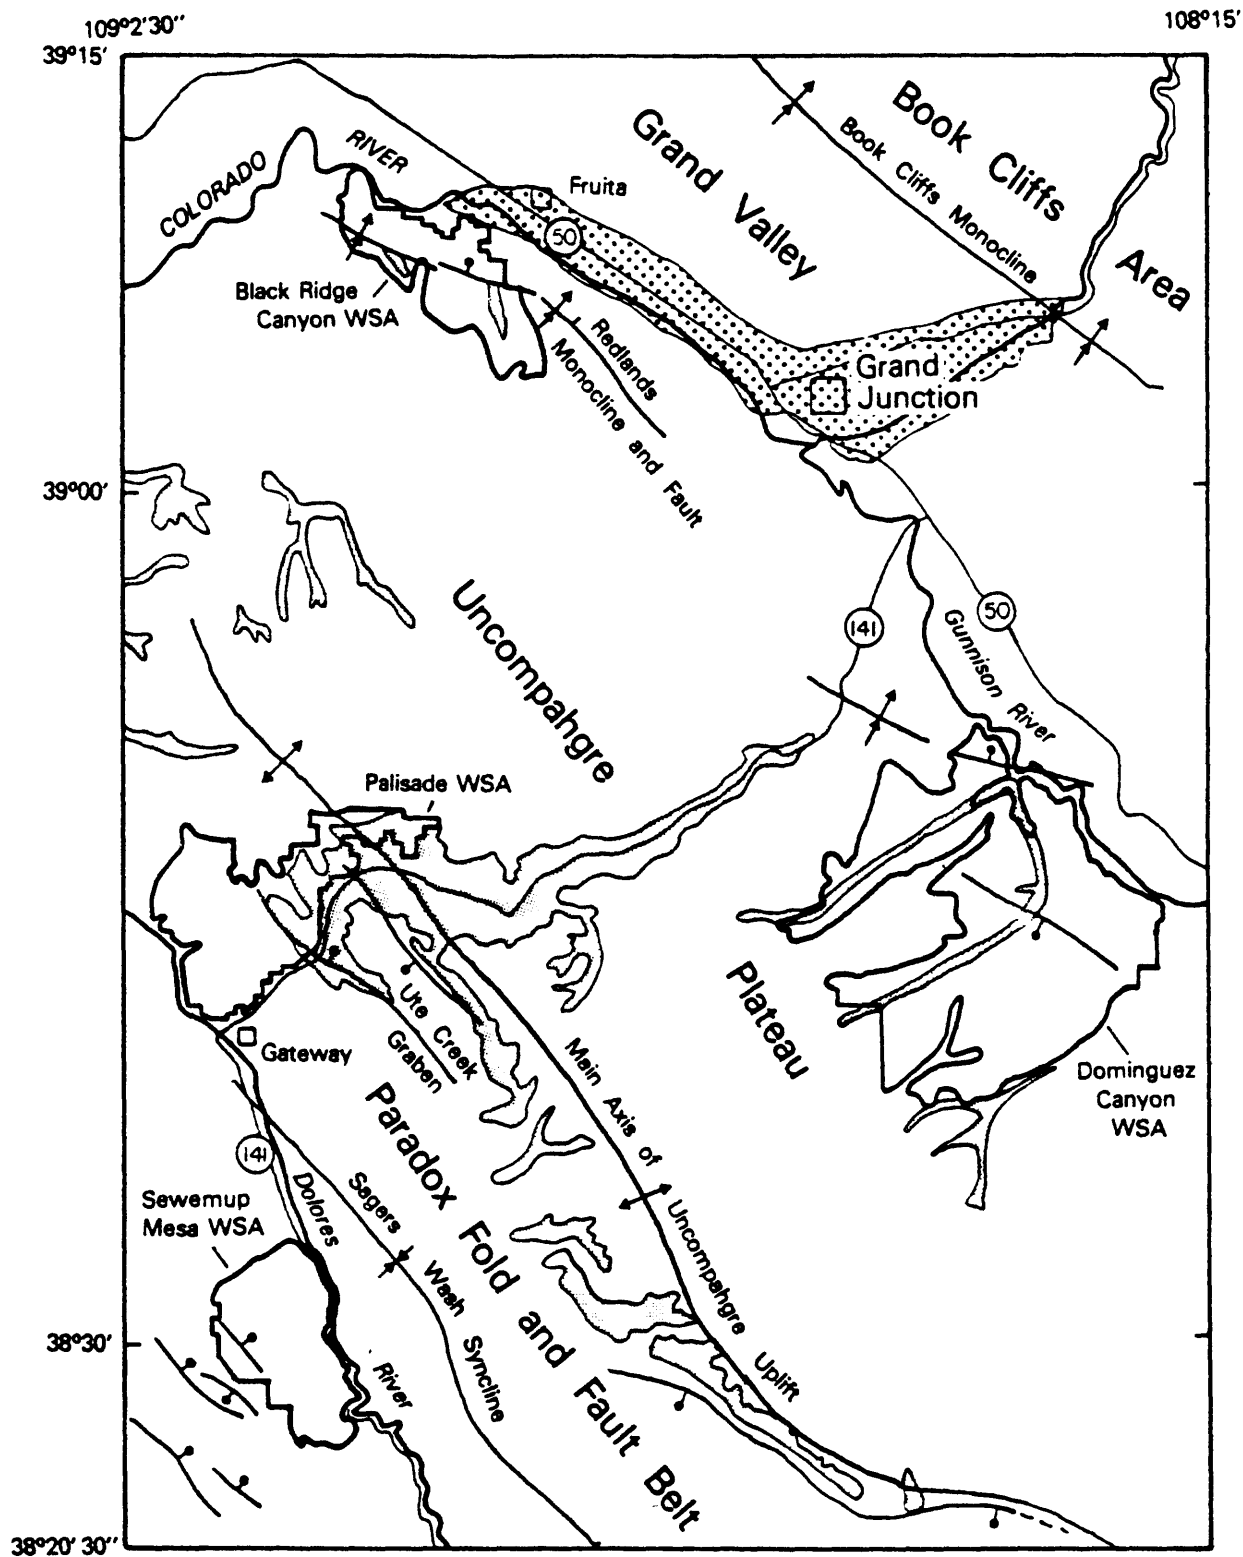 109°2'30"
108°15'
39°15'
39°00'
38°30'
38°20'30"
COLORADO
RIVER
Fruita
50
Grand Valley
Book Cliffs
Area
Book Cliffs Monocline
Black Ridge
Canyon WSA
Redlands
Monocline and Fault
Grand
Junction
Uncompahgre
Plateau
141
50
Gunnison River
Palisade WSA
Gateway
Ute Creek
Graben
Main Axis of Uncompahgre Uplift
Dominguez
Canyon
WSA
Paradox Fold and Fault Belt
141
Dolores
River
Sagers Wash Syncline
Sewemup
Mesa WSA